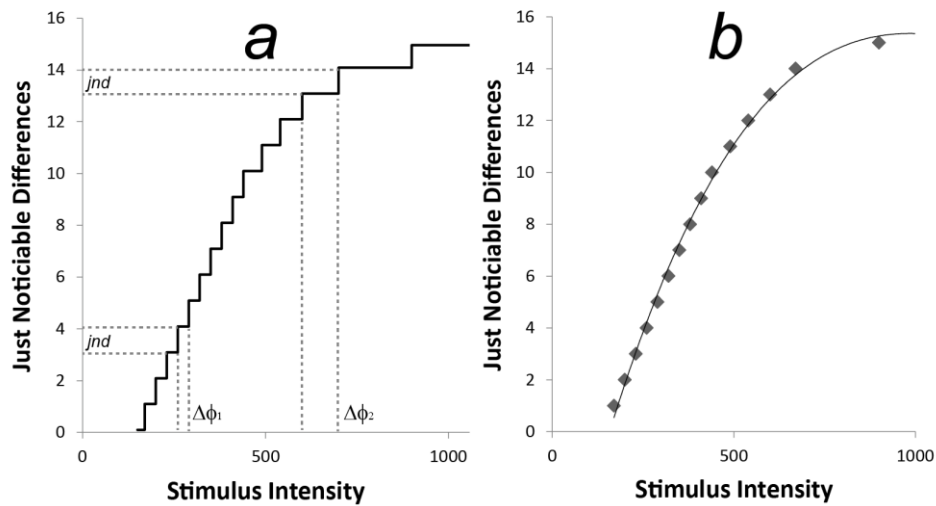 a
Just Noticiable Differences
16
14
12
10
8
6
4
2
0
jnd
jnd
Δϕ1
Δϕ2
0
500
1000
Stimulus Intensity
b
Just Noticiable Differences
16
14
12
10
8
6
4
2
0
0
500
1000
Stimulus Intensity